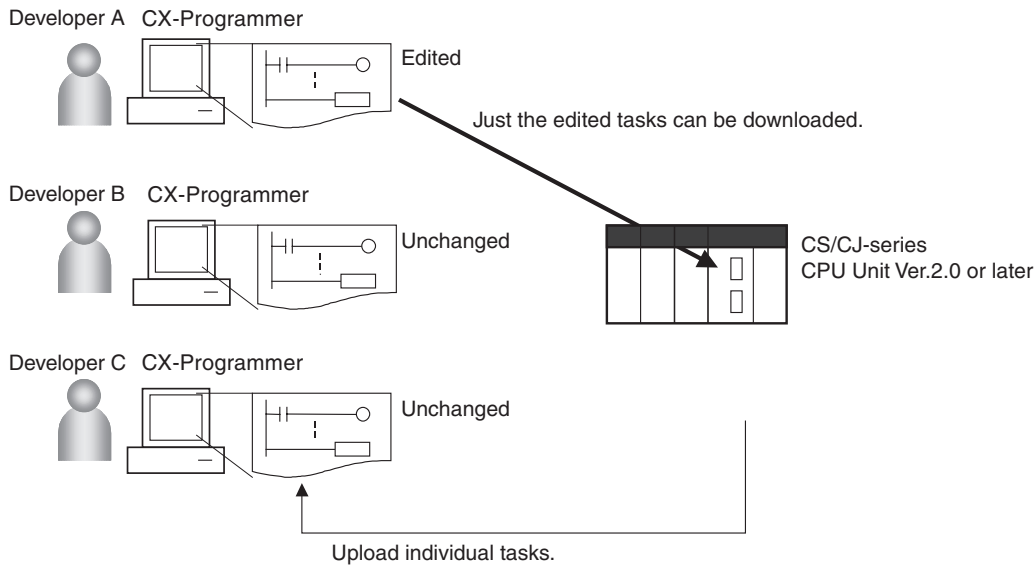 Developer A CX-Programmer
Edited
Just the edited tasks can be downloaded.
Developer B CX-Programmer
Unchanged
CS/CJ-series
CPU Unit Ver.2.0 or later
Developer C CX-Programmer
Unchanged
Upload individual tasks.